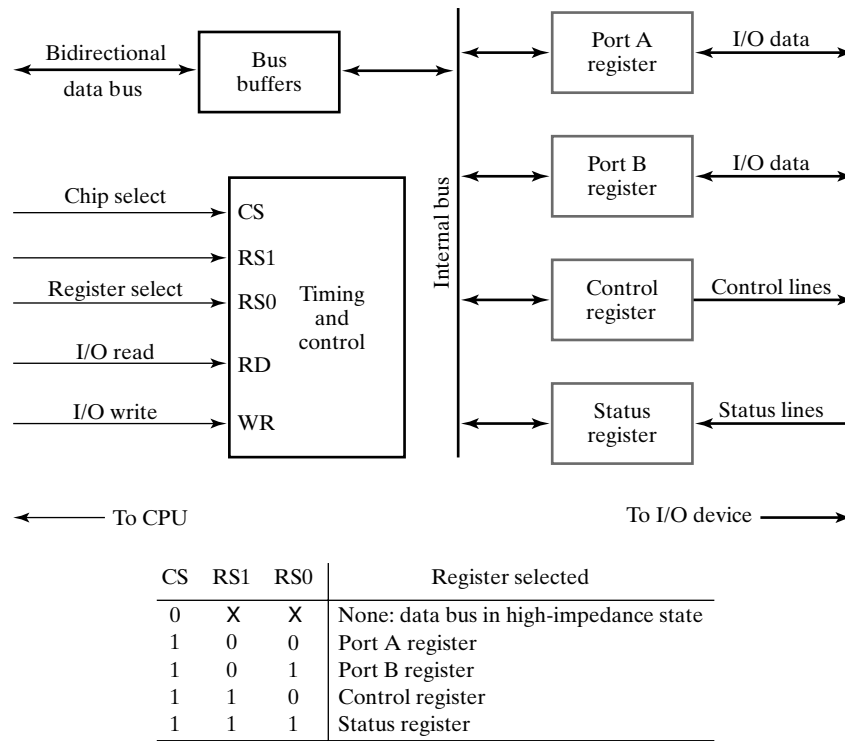 Bidirectional
data bus
Bus
buffers
Port A
register
I/O data
Port B
register
I/O data
Internal bus
Chip select
CS
RS1
Register select
RS0
Timing
and
control
I/O read
RD
I/O write
WR
Control
register
Control lines
Status
register
Status lines
To CPU
To I/O device
CS RS1 RS0 Register selected
0 X X None: data bus in high-impedance state
1 0 0 Port A register
1 0 1 Port B register
1 1 0 Control register
1 1 1 Status register